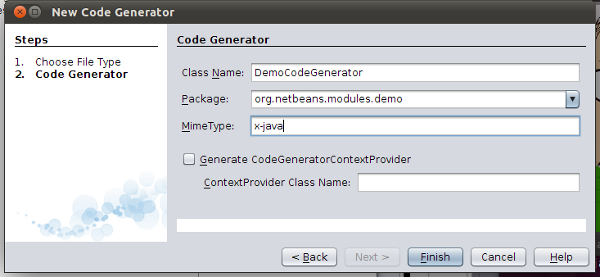 New Code Generator
Steps
1. Choose File Type
2. Code Generator
Code Generator
Class Name: DemoCodeGenerator
Package: org.netbeans.modules.demo
MimeType: x-java
Generate CodeGeneratorContextProvider
ContextProvider Class Name:
< Back Next > Finish Cancel Help